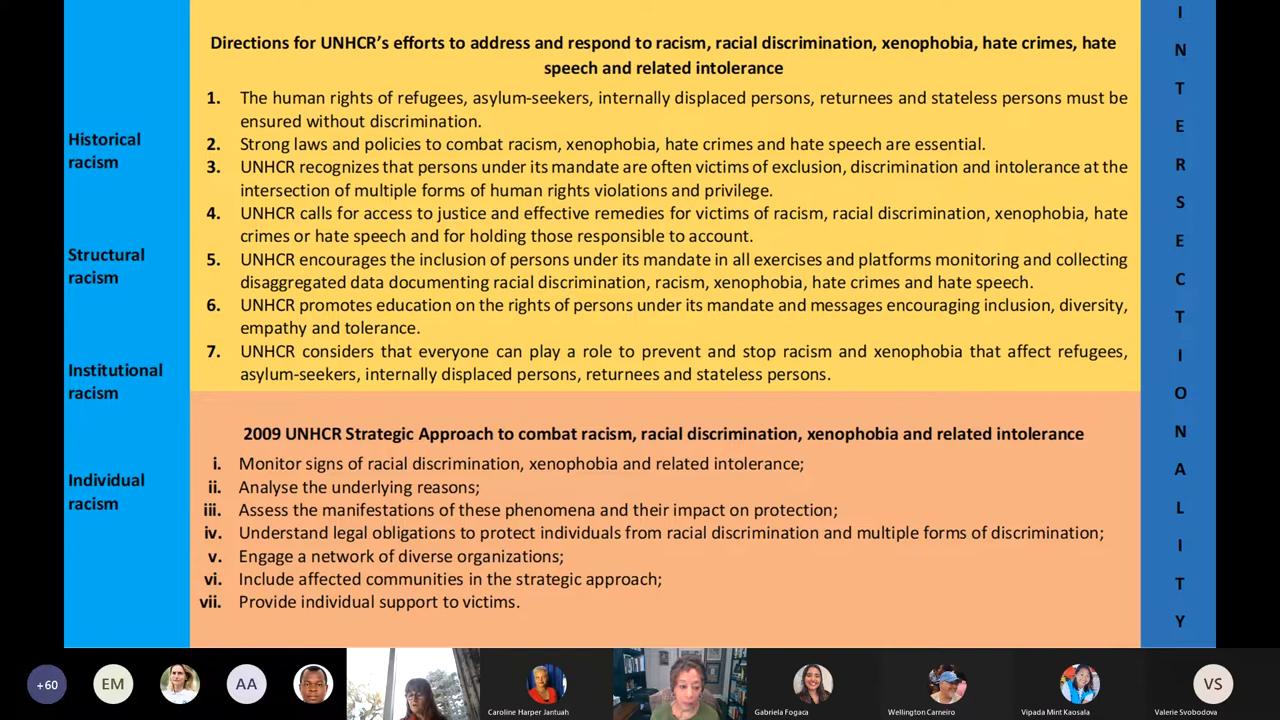 Directions for UNHCR's efforts to address and respond to racism, racial discrimination, xenophobia, hate crimes, hate
speech and related intolerance
1. The human rights of refugees, asylum-seekers, internally displaced persons, returnees and stateless persons must be
ensured without discrimination.
2. Strong laws and policies to combat racism, xenophobia, hate crimes and hate speech are essential.
3. UNHCR recognizes that persons under its mandate are often victims of exclusion, discrimination and intolerance at the
intersection of multiple forms of human rights violations and privilege.
4. UNHCR calls for access to justice and effective remedies for victims of racism, racial discrimination, xenophobia, hate
crimes or hate speech and for holding those responsible to account.
5. UNHCR encourages the inclusion of persons under its mandate in all exercises and platforms monitoring and collecting
disaggregated data documenting racial discrimination, racism, xenophobia, hate crimes and hate speech.
6. UNHCR promotes education on the rights of persons under its mandate and messages encouraging inclusion, diversity,
empathy and tolerance.
7. UNHCR considers that everyone can play a role to prevent and stop racism and xenophobia that affect refugees,
asylum-seekers, internally displaced persons, returnees and stateless persons.
Historical
racism
Structural
racism
Institutional
racism
Individual
racism
2009 UNHCR Strategic Approach to combat racism, racial discrimination, xenophobia and related intolerance
i. Monitor signs of racial discrimination, xenophobia and related intolerance;
ii. Analyse the underlying reasons;
iii. Assess the manifestations of these phenomena and their impact on protection;
iv. Understand legal obligations to protect individuals from racial discrimination and multiple forms of discrimination;
v. Engage a network of diverse organizations;
vi. Include affected communities in the strategic approach;
vii. Provide individual support to victims.
I
N
T
E
R
S
E
C
T
I
O
N
A
L
I
T
Y
+60
EM
AA
VS
Caroline Harper Jantuah
Gabriela Fogaca
Wellington Carneiro
Vipada Mint Kaosala
Valerie Svobodova